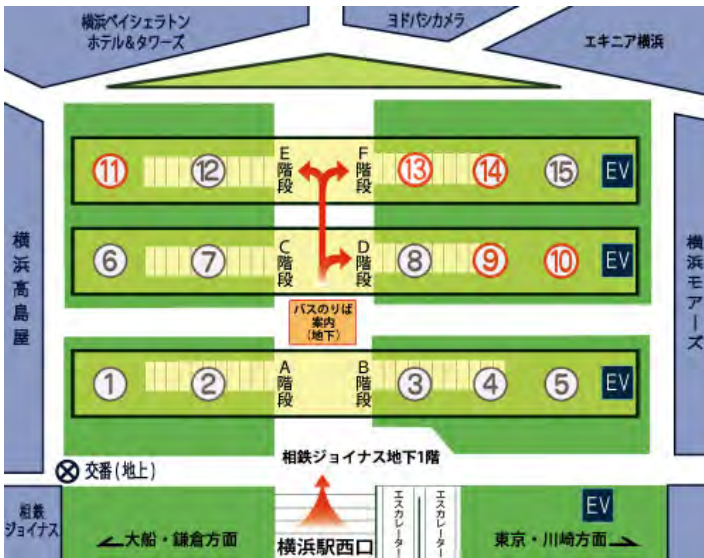 横浜ベイシェラトン
ホテル&タワーズ
ヨドバシカメラ
エキニア横浜
横浜高島屋
横浜モアーズ
⑪
⑫
E階段
F階段
⑬
⑭
⑮
EV
⑥
⑦
C階段
D階段
⑧
⑨
⑩
EV
バスのりば
案内
(地下)
①
②
A階段
B階段
③
④
⑤
EV
相鉄ジョイナス地下1階
交番(地上)
相鉄
ジョイナス
大船・鎌倉方面
横浜駅西口
エスカレーター
エスカレーター
EV
東京・川崎方面